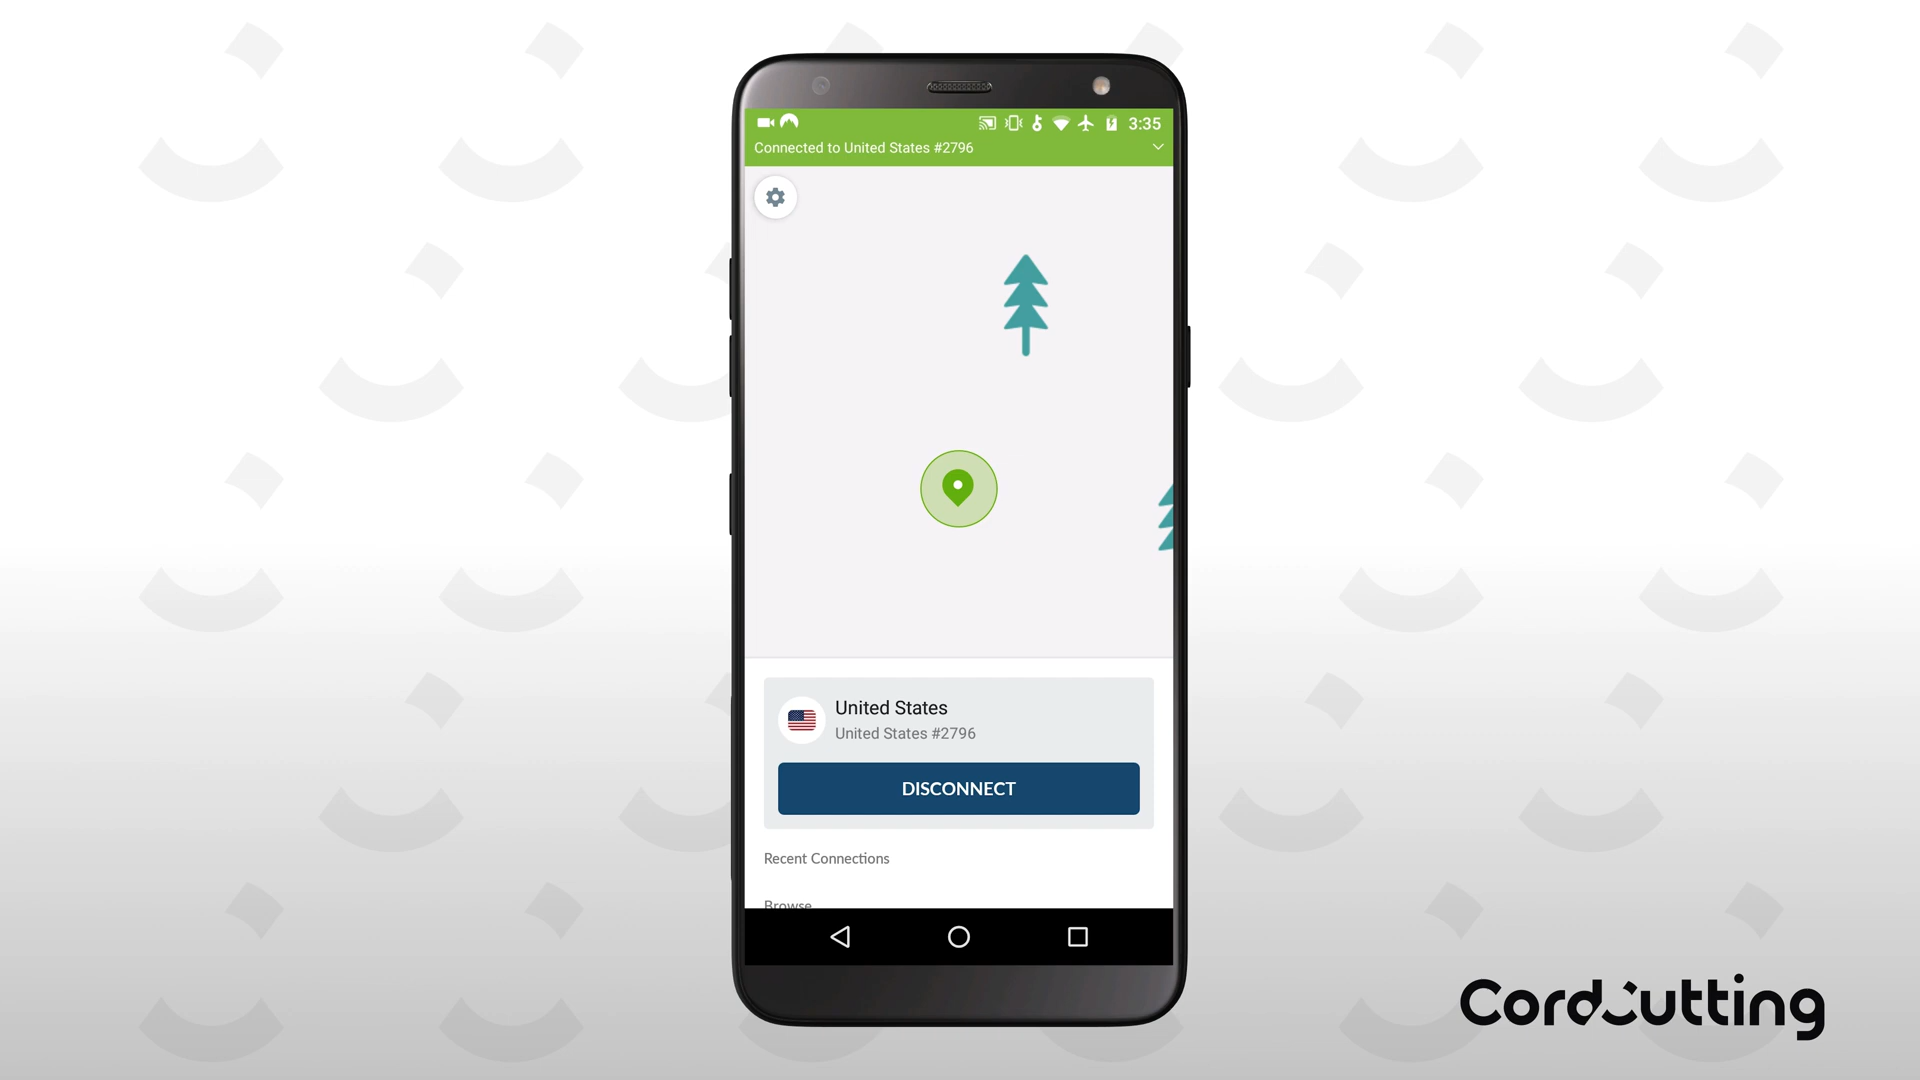 3:35
Connected to United States #2796
United States
United States #2796
DISCONNECT
Recent Connections
Browse
CordCutting